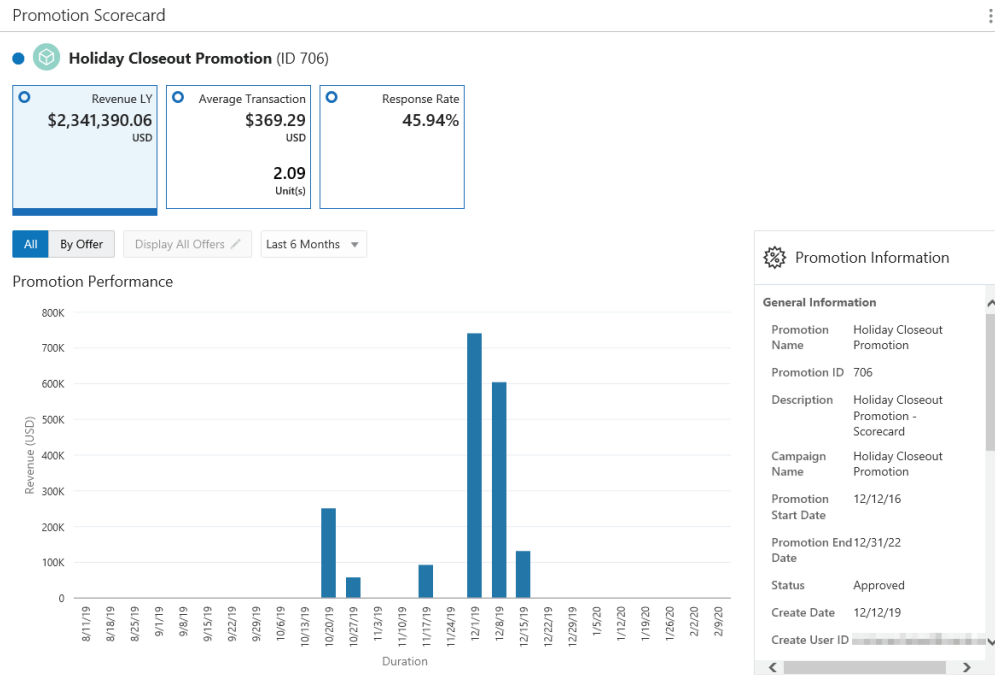 Promotion Scorecard
Holiday Closeout Promotion (ID 706)
Revenue LY
$2,341,390.06
USD
Average Transaction
$369.29
USD
2.09
Unit(s)
Response Rate
45.94%
All
By Offer
Display All Offers
Last 6 Months
Promotion Performance
800K
700K
600K
500K
400K
300K
200K
100K
0
Revenue (USD)
8/11/19
8/18/19
8/25/19
9/1/19
9/8/19
9/15/19
9/22/19
9/29/19
10/6/19
10/13/19
10/20/19
10/27/19
11/3/19
11/10/19
11/17/19
11/24/19
12/1/19
12/8/19
12/15/19
12/22/19
12/29/19
1/5/20
1/12/20
1/19/20
1/26/20
2/2/20
2/9/20
Duration
Promotion Information
General Information
Promotion Name
Holiday Closeout
Promotion
Promotion ID 706
Description
Holiday Closeout
Promotion -
Scorecard
Campaign Name
Holiday Closeout
Promotion
Promotion Start Date
12/12/16
Promotion End Date
12/31/22
Status Approved
Create Date 12/12/19
Create User ID